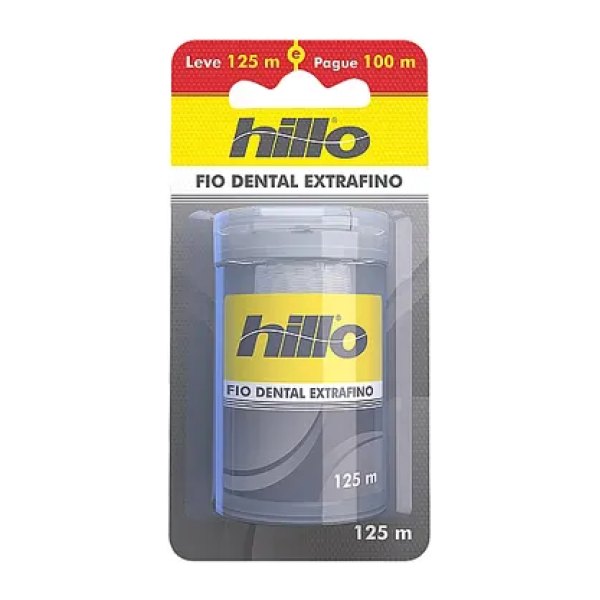 Leve 125 m e Pague 100 m
hillo®
FIO DENTAL EXTRAFINO
hillo®
FIO DENTAL EXTRAFINO
125 m
125 m